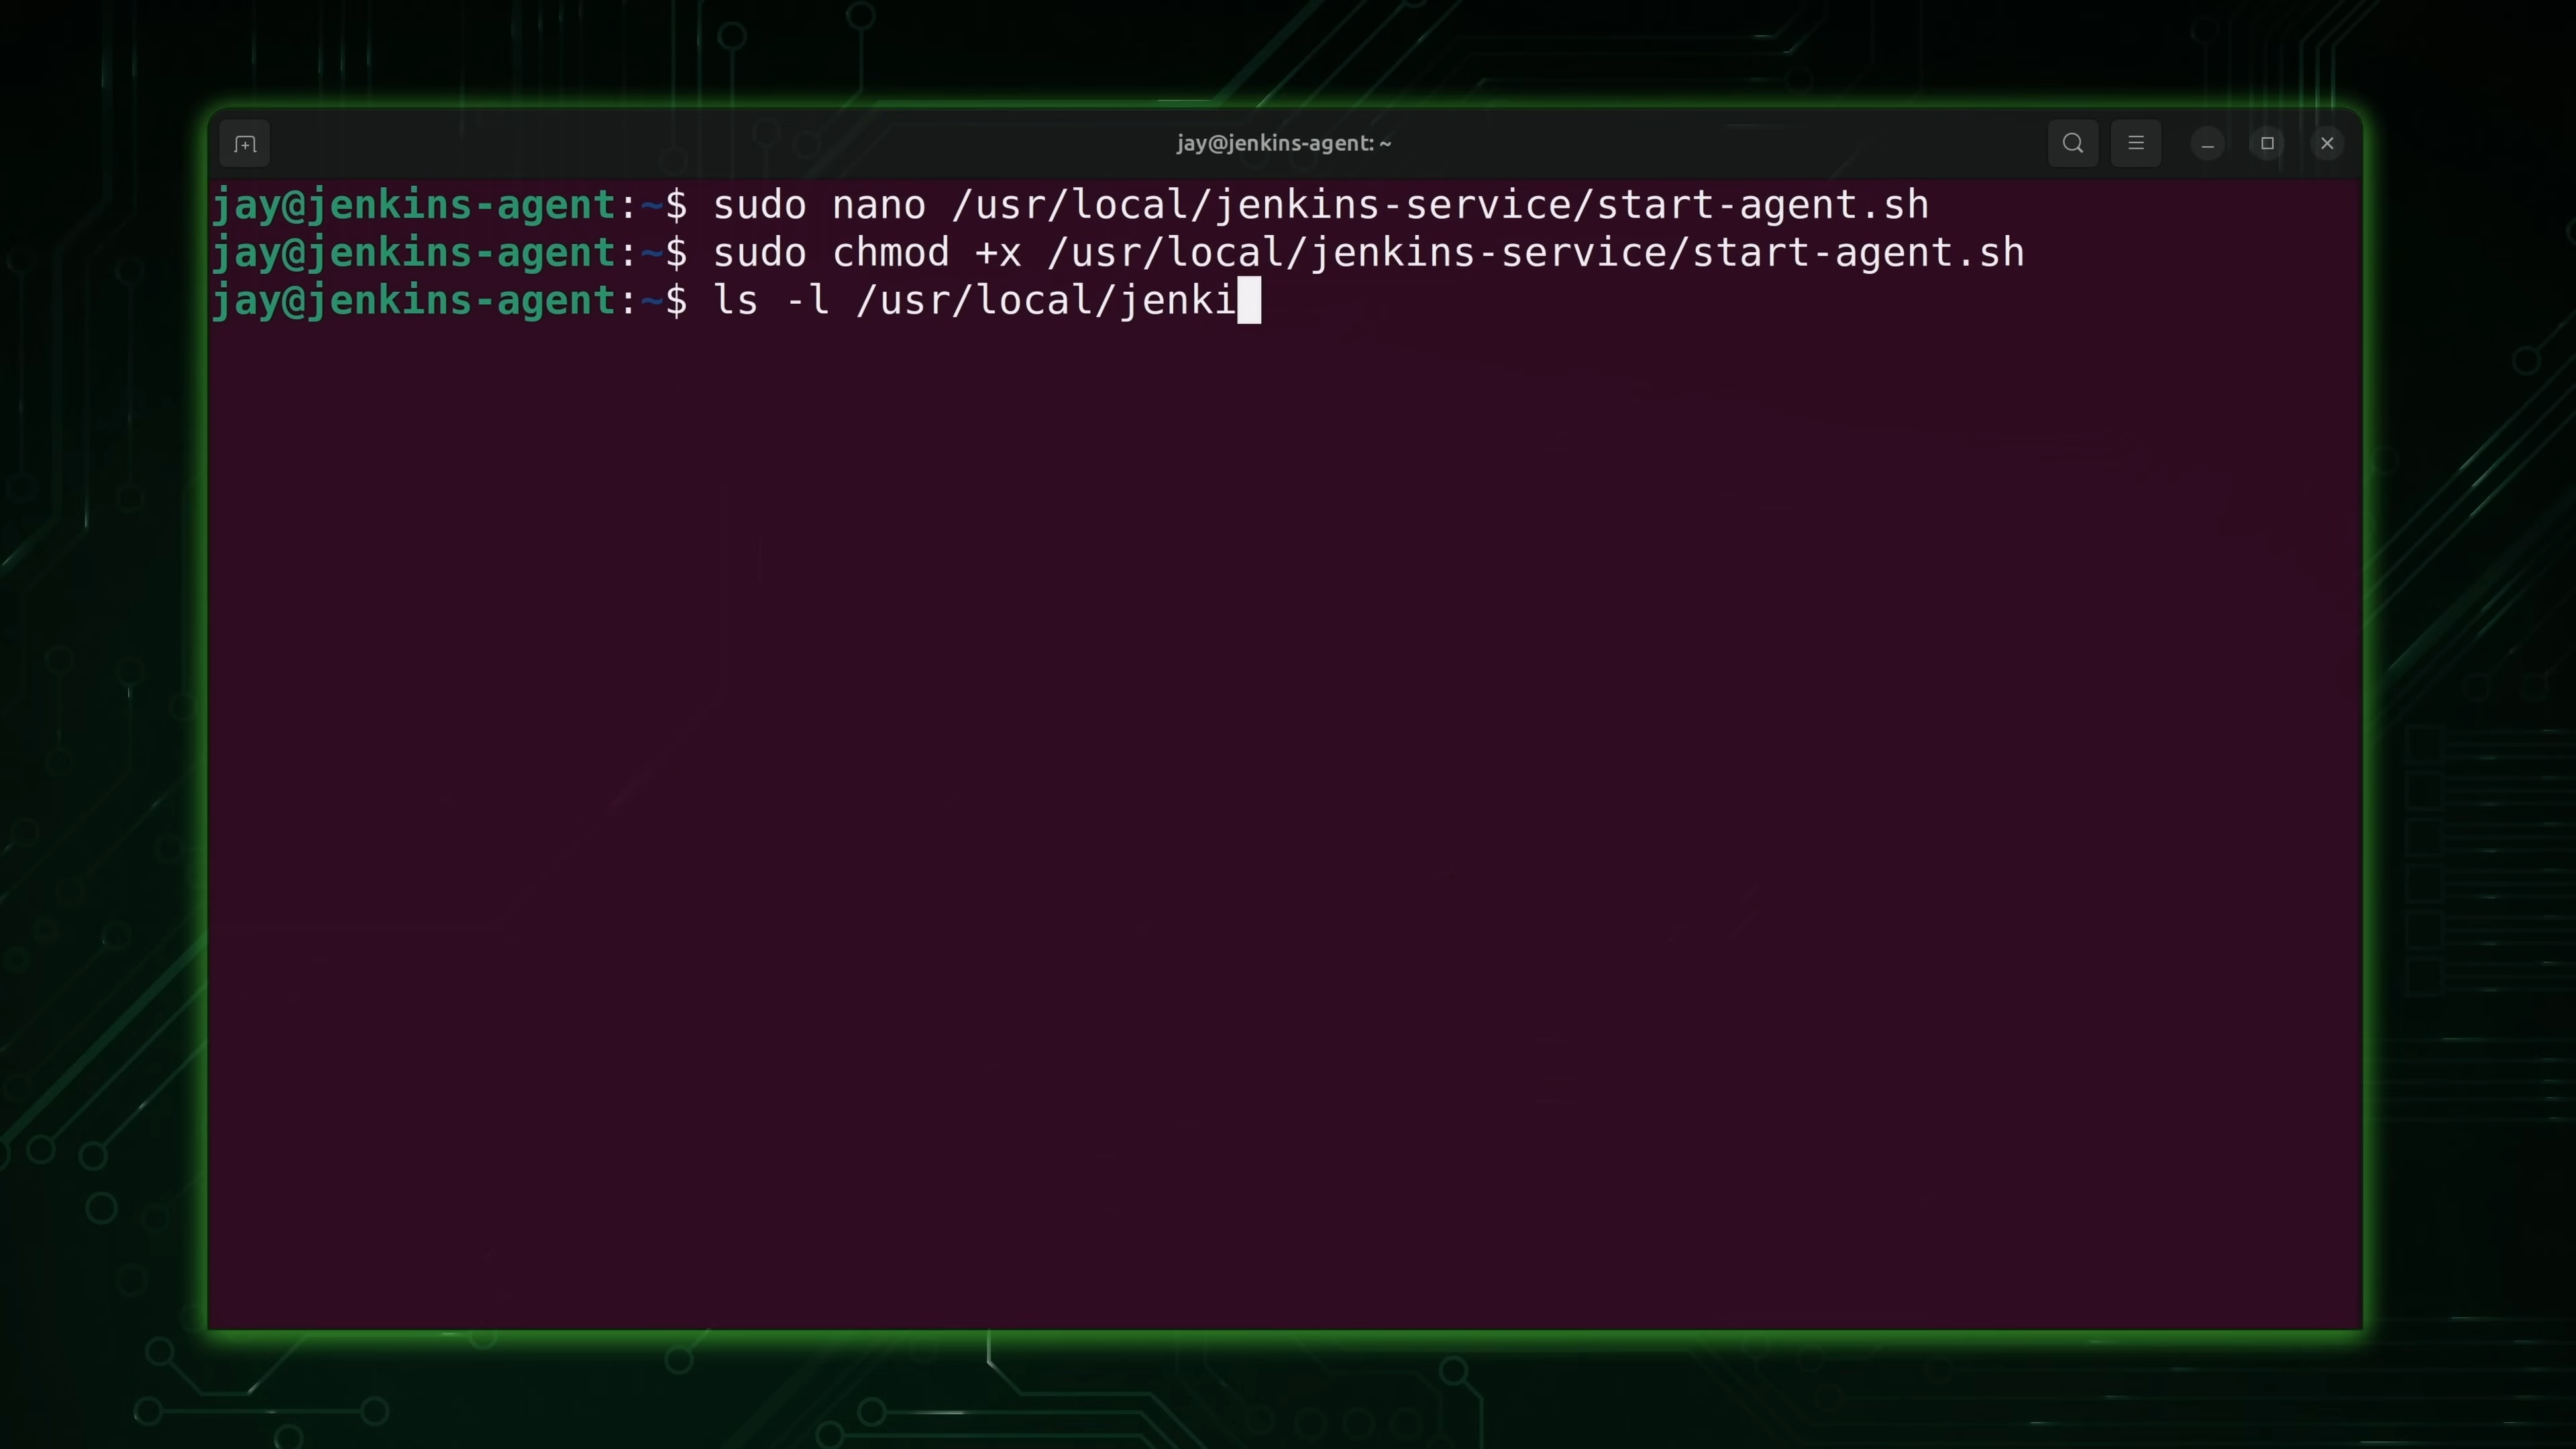 jay@jenkins-agent: ~
jay@jenkins-agent:~$ sudo nano /usr/local/jenkins-service/start-agent.sh
jay@jenkins-agent:~$ sudo chmod +x /usr/local/jenkins-service/start-agent.sh
jay@jenkins-agent:~$ ls -l /usr/local/jenki